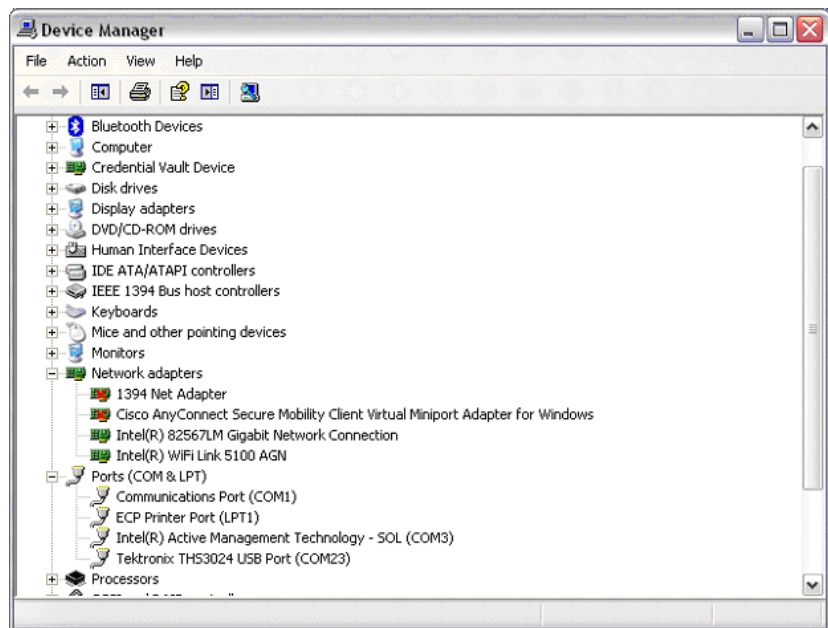 Device Manager
File Action View Help
Bluetooth Devices
Computer
Credential Vault Device
Disk drives
Display adapters
DVD/CD-ROM drives
Human Interface Devices
IDE ATA/ATAPI controllers
IEEE 1394 Bus host controllers
Keyboards
Mice and other pointing devices
Monitors
Network adapters
1394 Net Adapter
Cisco AnyConnect Secure Mobility Client Virtual Miniport Adapter for Windows
Intel(R) 82567LM Gigabit Network Connection
Intel(R) WiFi Link 5100 AGN
Ports (COM & LPT)
Communications Port (COM1)
ECP Printer Port (LPT1)
Intel(R) Active Management Technology - SOL (COM3)
Tektronix THS3024 USB Port (COM23)
Processors